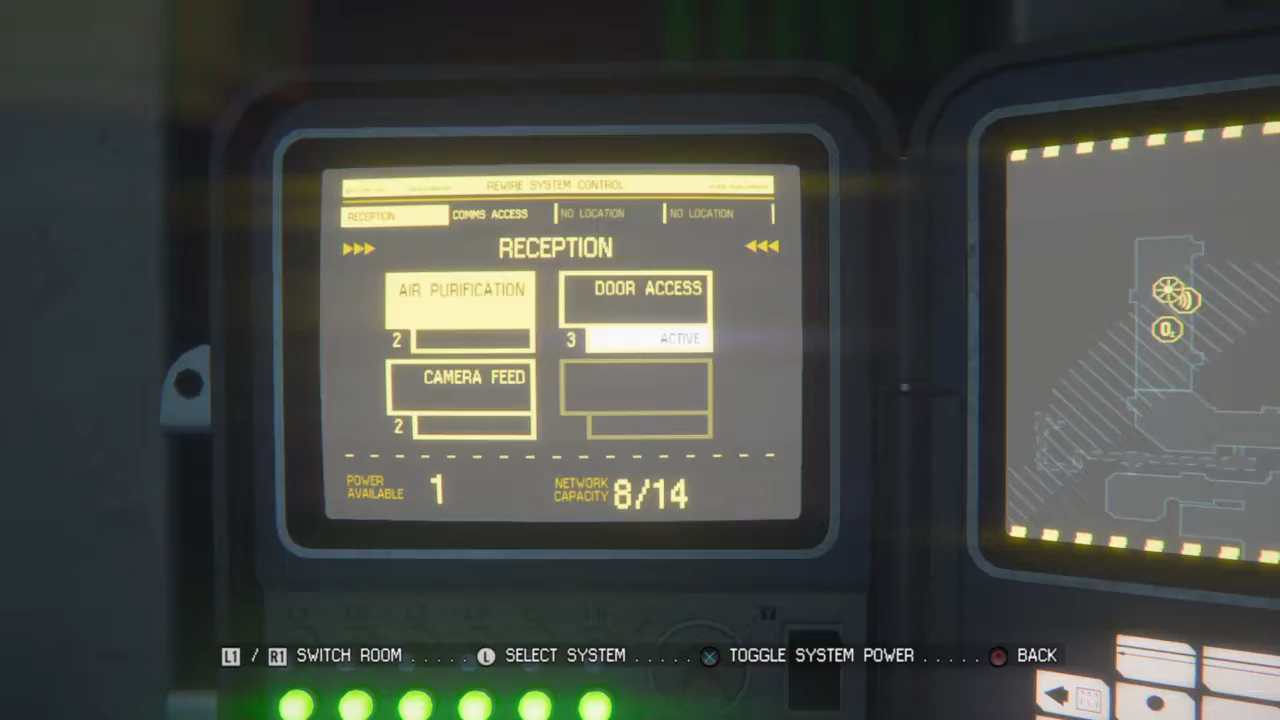 REWIRE SYSTEM CONTROL
RECEPTION
COMMS ACCESS
NO LOCATION
NO LOCATION
RECEPTION
AIR PURIFICATION
2
DOOR ACCESS
3 ACTIVE
CAMERA FEED
2
POWER AVAILABLE 1
NETWORK CAPACITY 8/14
O₂
L1 / R1 SWITCH ROOM ..... L SELECT SYSTEM ..... TOGGLE SYSTEM POWER ..... BACK